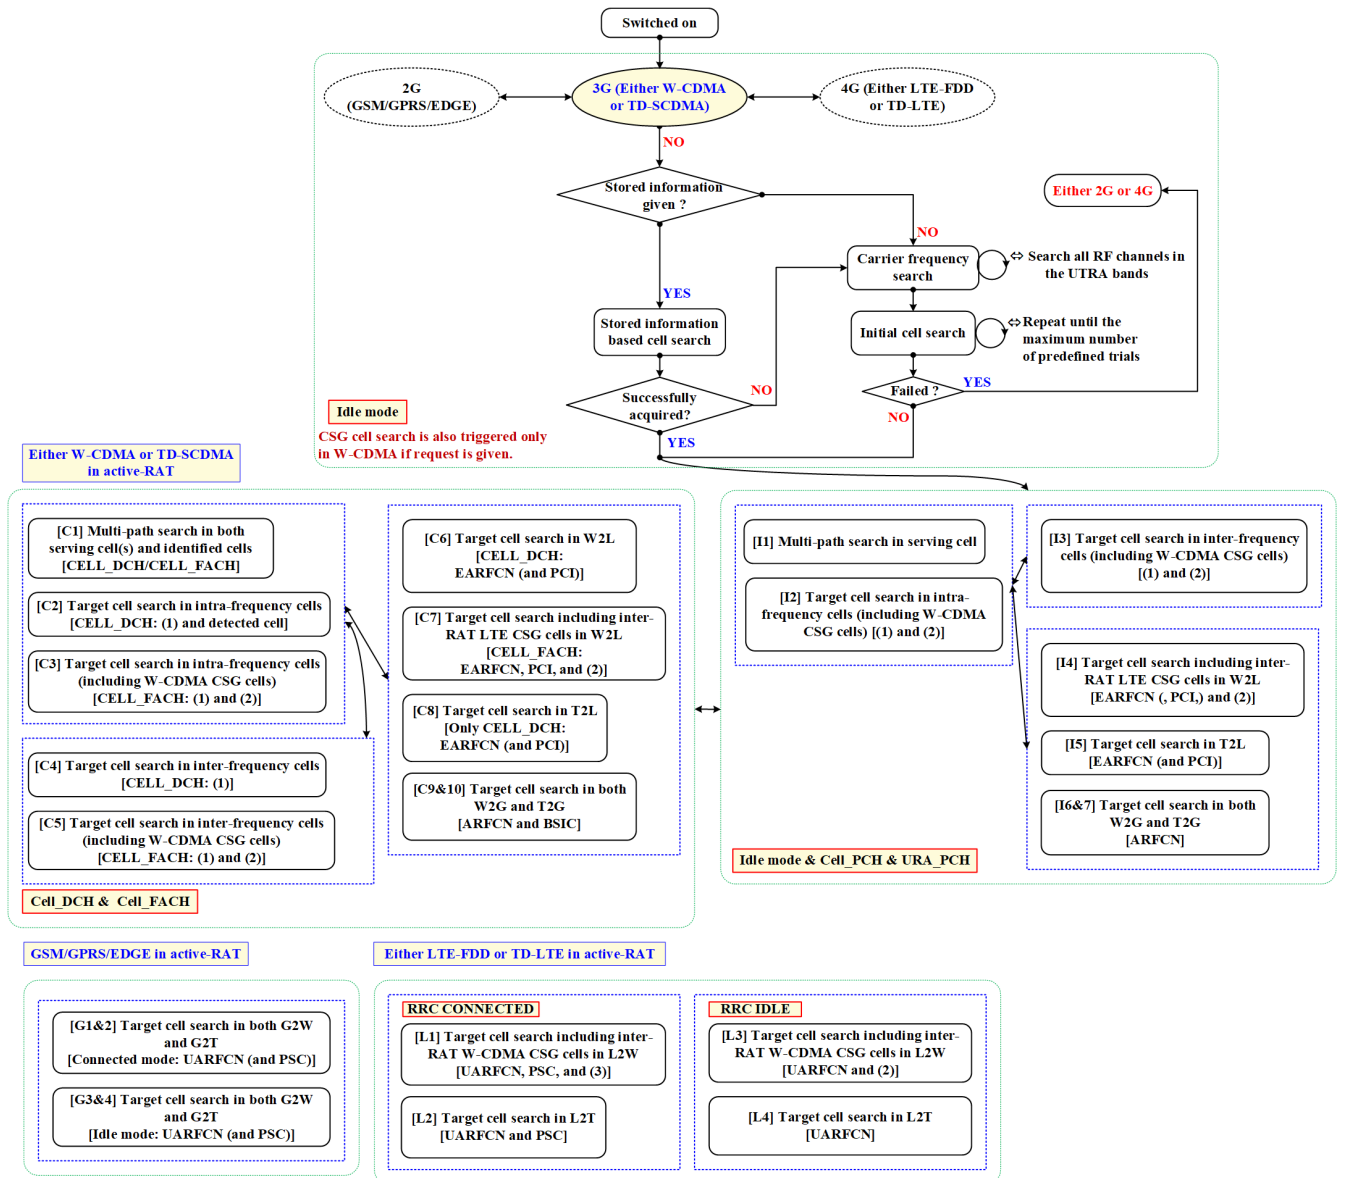 Switched on
2G
(GSM/GPRS/EDGE)
3G (Either W-CDMA
or TD-SCDMA)
4G (Either LTE-FDD
or TD-LTE)
NO
Stored information
given ?
Either 2G or 4G
NO
Carrier frequency
search
⇔ Search all RF channels in
the UTRA bands
YES
Stored information
based cell search
Initial cell search
⇔Repeat until the
maximum number
of predefined trials
Successfully
acquired?
NO
Failed ?
YES
NO
YES
Idle mode
CSG cell search is also triggered only
in W-CDMA if request is given.
Either W-CDMA or TD-SCDMA
in active-RAT
[C1] Multi-path search in both
serving cell(s) and identified cells
[CELL_DCH/CELL_FACH]
[C2] Target cell search in intra-frequency cells
[CELL_DCH: (1) and detected cell]
[C3] Target cell search in intra-frequency cells
(including W-CDMA CSG cells)
[CELL_FACH: (1) and (2)]
[C4] Target cell search in inter-frequency cells
[CELL_DCH: (1)]
[C5] Target cell search in inter-frequency cells
(including W-CDMA CSG cells)
[CELL_FACH: (1) and (2)]
[C6] Target cell search in W2L
[CELL_DCH:
EARFCN (and PCI)]
[C7] Target cell search including inter-
RAT LTE CSG cells in W2L
[CELL_FACH:
EARFCN, PCI, and (2)]
[C8] Target cell search in T2L
[Only CELL_DCH:
EARFCN (and PCI)]
[C9&10] Target cell search in both
W2G and T2G
[ARFCN and BSIC]
Cell_DCH & Cell_FACH
[I1] Multi-path search in serving cell
[I2] Target cell search in intra-
frequency cells (including W-CDMA
CSG cells) [(1) and (2)]
[I3] Target cell search in inter-frequency
cells (including W-CDMA CSG cells)
[(1) and (2)]
[I4] Target cell search including inter-
RAT LTE CSG cells in W2L
[EARFCN (, PCI,) and (2)]
[I5] Target cell search in T2L
[EARFCN (and PCI)]
[I6&7] Target cell search in both
W2G and T2G
[ARFCN]
Idle mode & Cell_PCH & URA_PCH
GSM/GPRS/EDGE in active-RAT
[G1&2] Target cell search in both G2W
and G2T
[Connected mode: UARFCN (and PSC)]
[G3&4] Target cell search in both G2W
and G2T
[Idle mode: UARFCN (and PSC)]
Either LTE-FDD or TD-LTE in active-RAT
RRC CONNECTED
[L1] Target cell search including inter-
RAT W-CDMA CSG cells in L2W
[UARFCN, PSC, and (3)]
[L2] Target cell search in L2T
[UARFCN and PSC]
RRC IDLE
[L3] Target cell search including inter-
RAT W-CDMA CSG cells in L2W
[UARFCN and (2)]
[L4] Target cell search in L2T
[UARFCN]